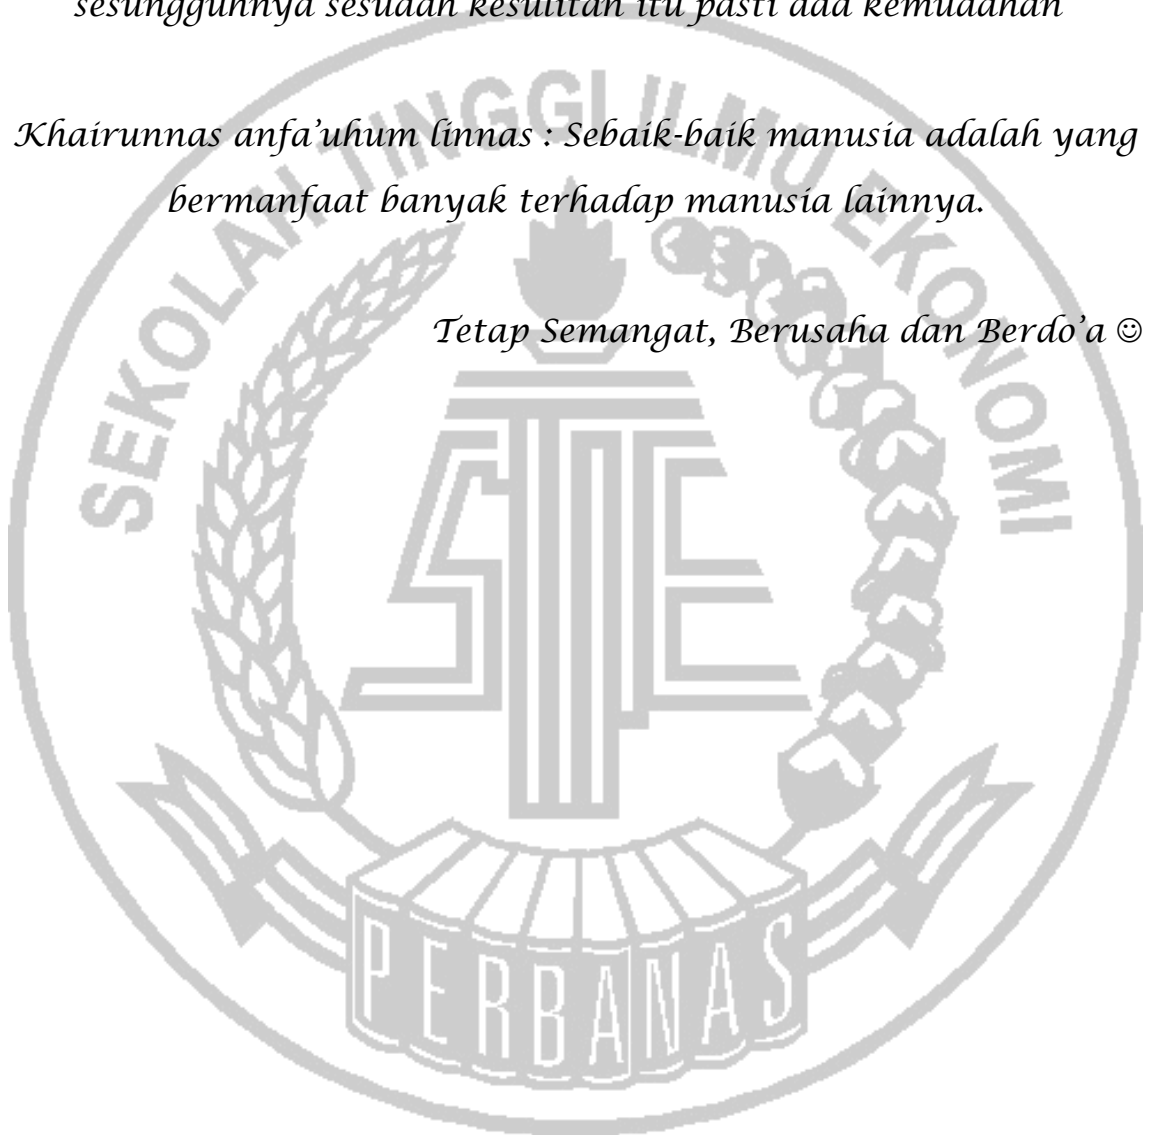 sesungguhnya sesudah kesulitan itu pasti ada kemudahan
Khairunnas anfa’uhum linnas : Sebaik-baik manusia adalah yang
bermanfaat banyak terhadap manusia lainnya.
Tetap Semangat, Berusaha dan Berdo’a ☺
SEKOLAH TINGGI ILMU EKONOMI
STIE
PERBANAS